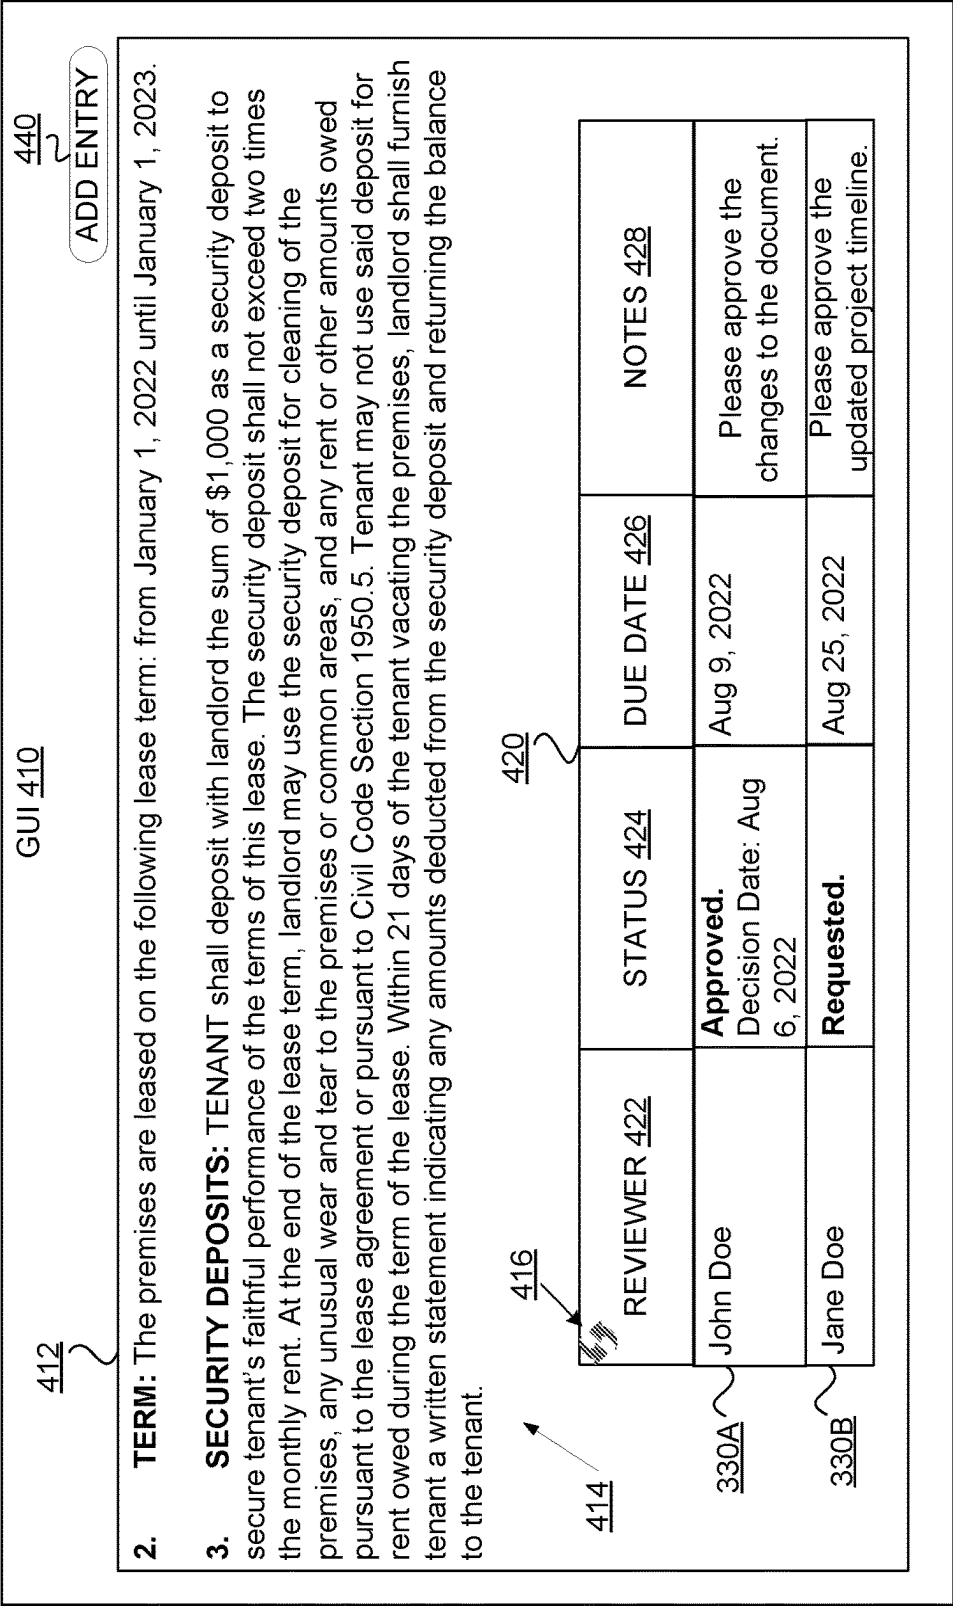 GUI 410
440
ADD ENTRY
412
2. TERM: The premises are leased on the following lease term: from January 1, 2022 until January 1, 2023.
3. SECURITY DEPOSITS: TENANT shall deposit with landlord the sum of $1,000 as a security deposit to
secure tenant's faithful performance of the terms of this lease. The security deposit shall not exceed two times
the monthly rent. At the end of the lease term, landlord may use the security deposit for cleaning of the
premises, any unusual wear and tear to the premises or common areas, and any rent or other amounts owed
pursuant to the lease agreement or pursuant to Civil Code Section 1950.5. Tenant may not use said deposit for
rent owed during the term of the lease. Within 21 days of the tenant vacating the premises, landlord shall furnish
tenant a written statement indicating any amounts deducted from the security deposit and returning the balance
to the tenant.
414
416
420
REVIEWER 422
STATUS 424
DUE DATE 426
NOTES 428
330A
John Doe
Approved.
Decision Date: Aug
6, 2022
Aug 9, 2022
Please approve the
changes to the document.
330B
Jane Doe
Requested.
Aug 25, 2022
Please approve the
updated project timeline.